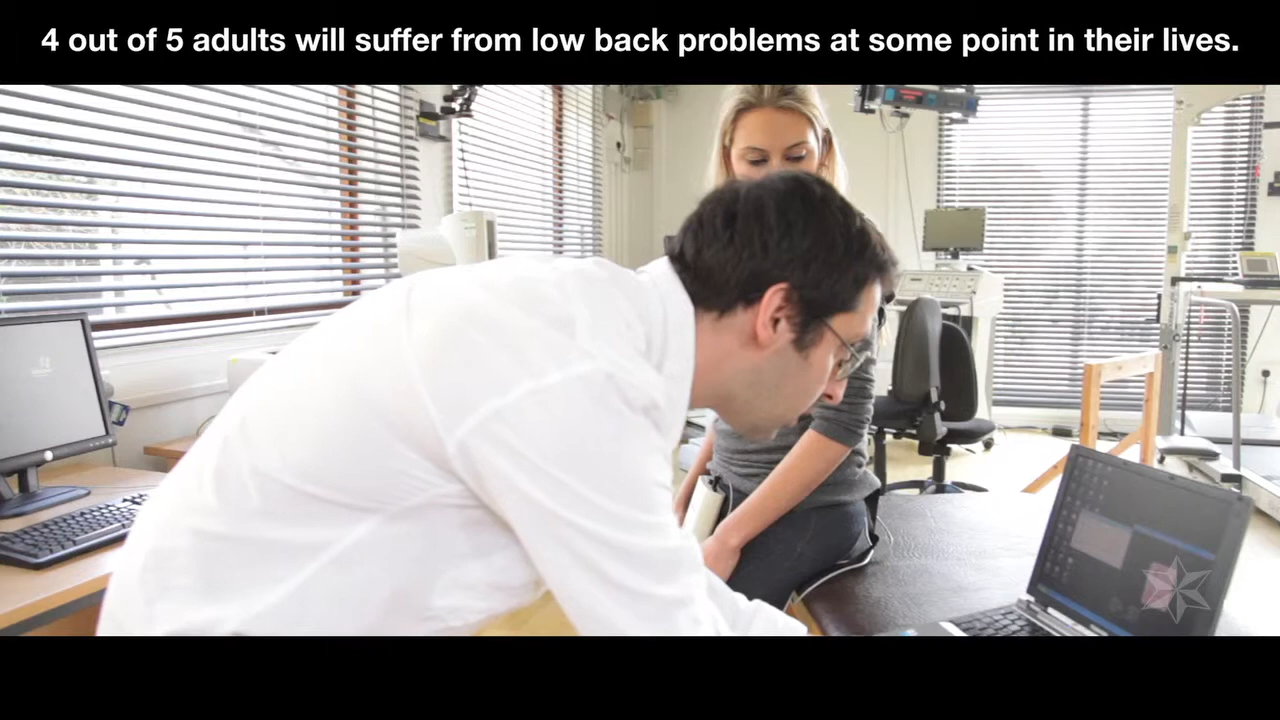 4 out of 5 adults will suffer from low back problems at some point in their lives.